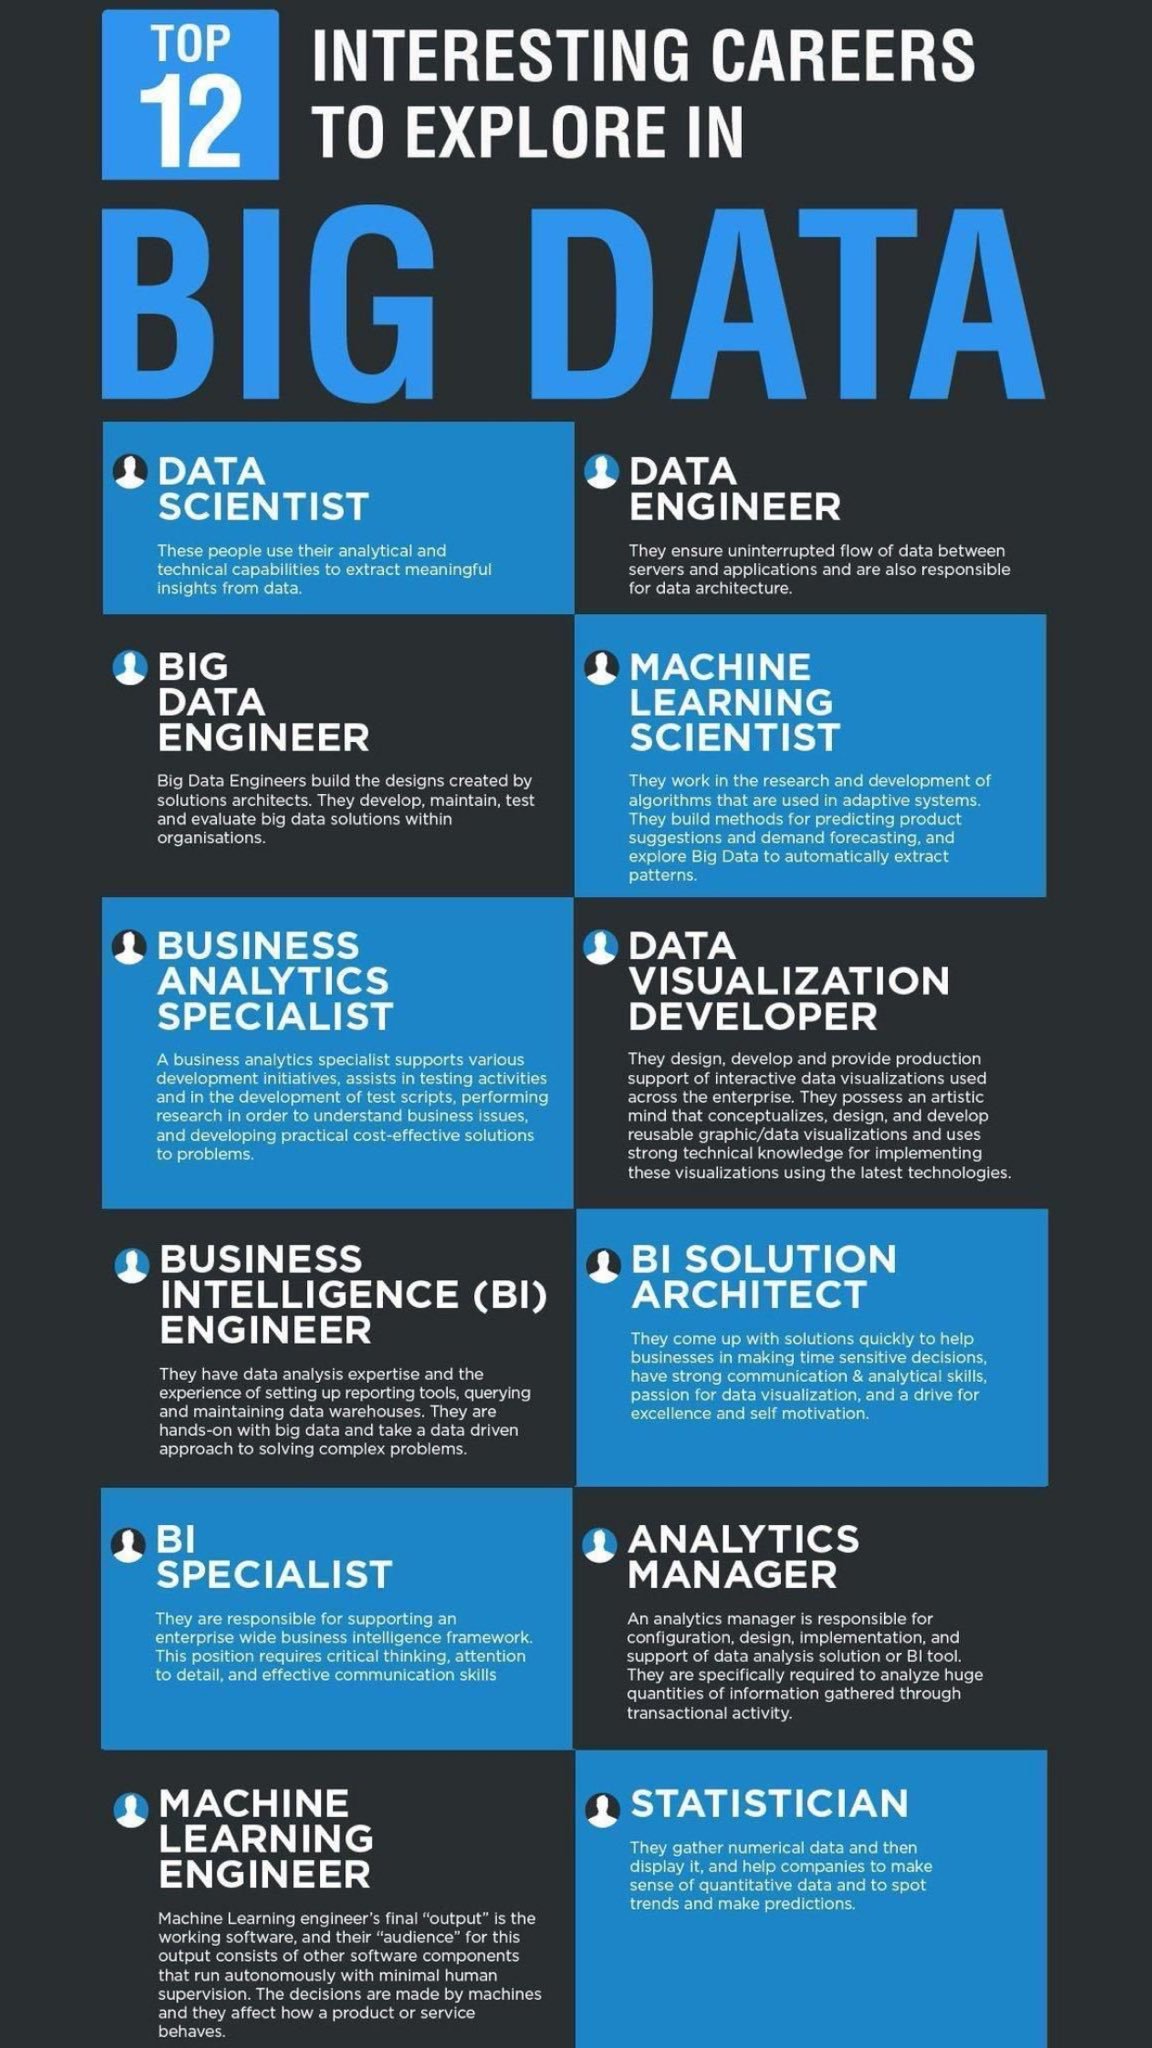 TOP
12
INTERESTING CAREERS
TO EXPLORE IN
BIG DATA
DATA
SCIENTIST
These people use their analytical and
technical capabilities to extract meaningful
insights from data.
DATA
ENGINEER
They ensure uninterrupted flow of data between
servers and applications and are also responsible
for data architecture.
BIG
DATA
ENGINEER
Big Data Engineers build the designs created by
solutions architects. They develop, maintain, test
and evaluate big data solutions within
organisations.
MACHINE
LEARNING
SCIENTIST
They work in the research and development of
algorithms that are used in adaptive systems.
They build methods for predicting product
suggestions and demand forecasting, and
explore Big Data to automatically extract
patterns.
BUSINESS
ANALYTICS
SPECIALIST
A business analytics specialist supports various
development initiatives, assists in testing activities
and in the development of test scripts, performing
research in order to understand business issues,
and developing practical cost-effective solutions
to problems.
DATA
VISUALIZATION
DEVELOPER
They design, develop and provide production
support of interactive data visualizations used
across the enterprise. They possess an artistic
mind that conceptualizes, design, and develop
reusable graphic/data visualizations and uses
strong technical knowledge for implementing
these visualizations using the latest technologies.
BUSINESS
INTELLIGENCE (BI)
ENGINEER
They have data analysis expertise and the
experience of setting up reporting tools, querying
and maintaining data warehouses. They are
hands-on with big data and take a data driven
approach to solving complex problems.
BI SOLUTION
ARCHITECT
They come up with solutions quickly to help
businesses in making time sensitive decisions,
have strong communication & analytical skills,
passion for data visualization, and a drive for
excellence and self motivation.
BI
SPECIALIST
They are responsible for supporting an
enterprise wide business intelligence framework.
This position requires critical thinking, attention
to detail, and effective communication skills
ANALYTICS
MANAGER
An analytics manager is responsible for
configuration, design, implementation, and
support of data analysis solution or BI tool.
They are specifically required to analyze huge
quantities of information gathered through
transactional activity.
MACHINE
LEARNING
ENGINEER
Machine Learning engineer's final “output” is the
working software, and their “audience” for this
output consists of other software components
that run autonomously with minimal human
supervision. The decisions are made by machines
and they affect how a product or service
behaves.
STATISTICIAN
They gather numerical data and then
display it, and help companies to make
sense of quantitative data and to spot
trends and make predictions.